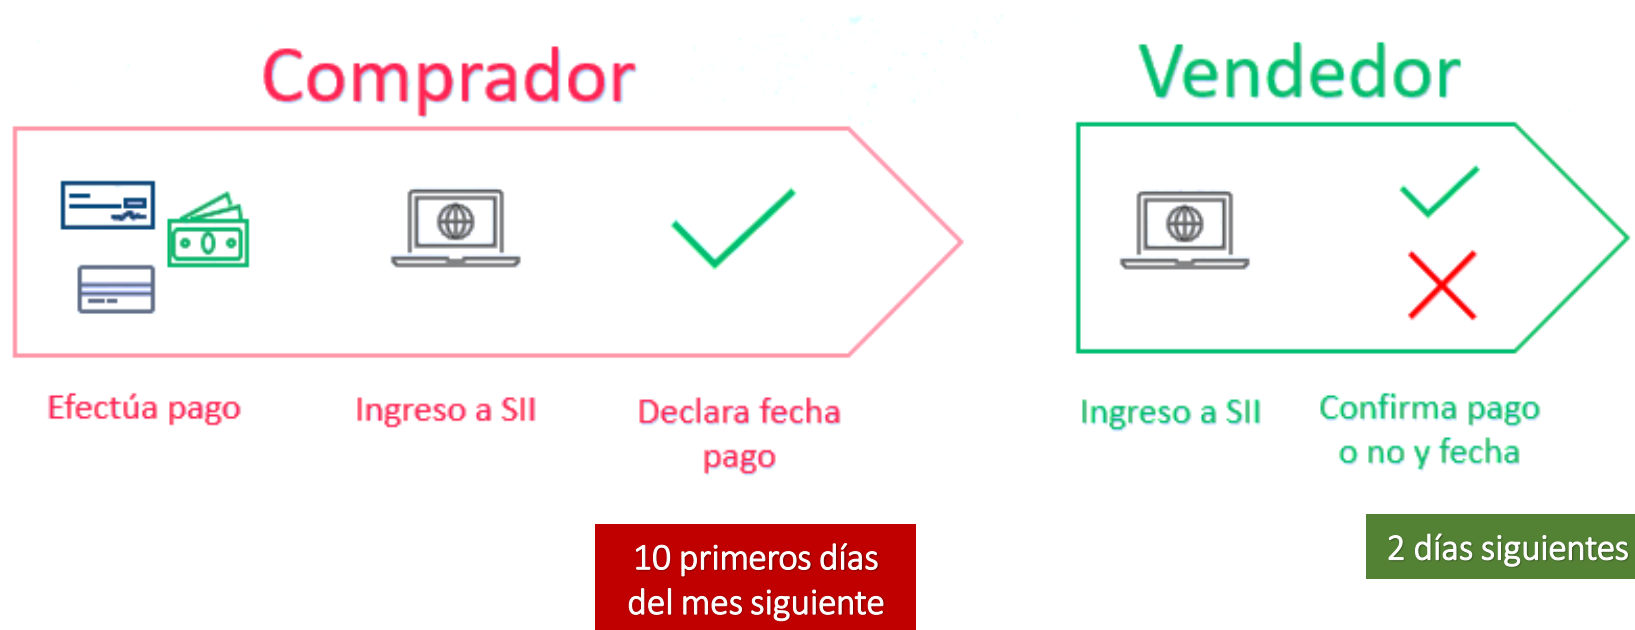 Comprador
Efectúa pago
Ingreso a SII
Declara fecha
pago
10 primeros días
del mes siguiente
Vendedor
Ingreso a SII
Confirma pago
o no y fecha
2 días siguientes